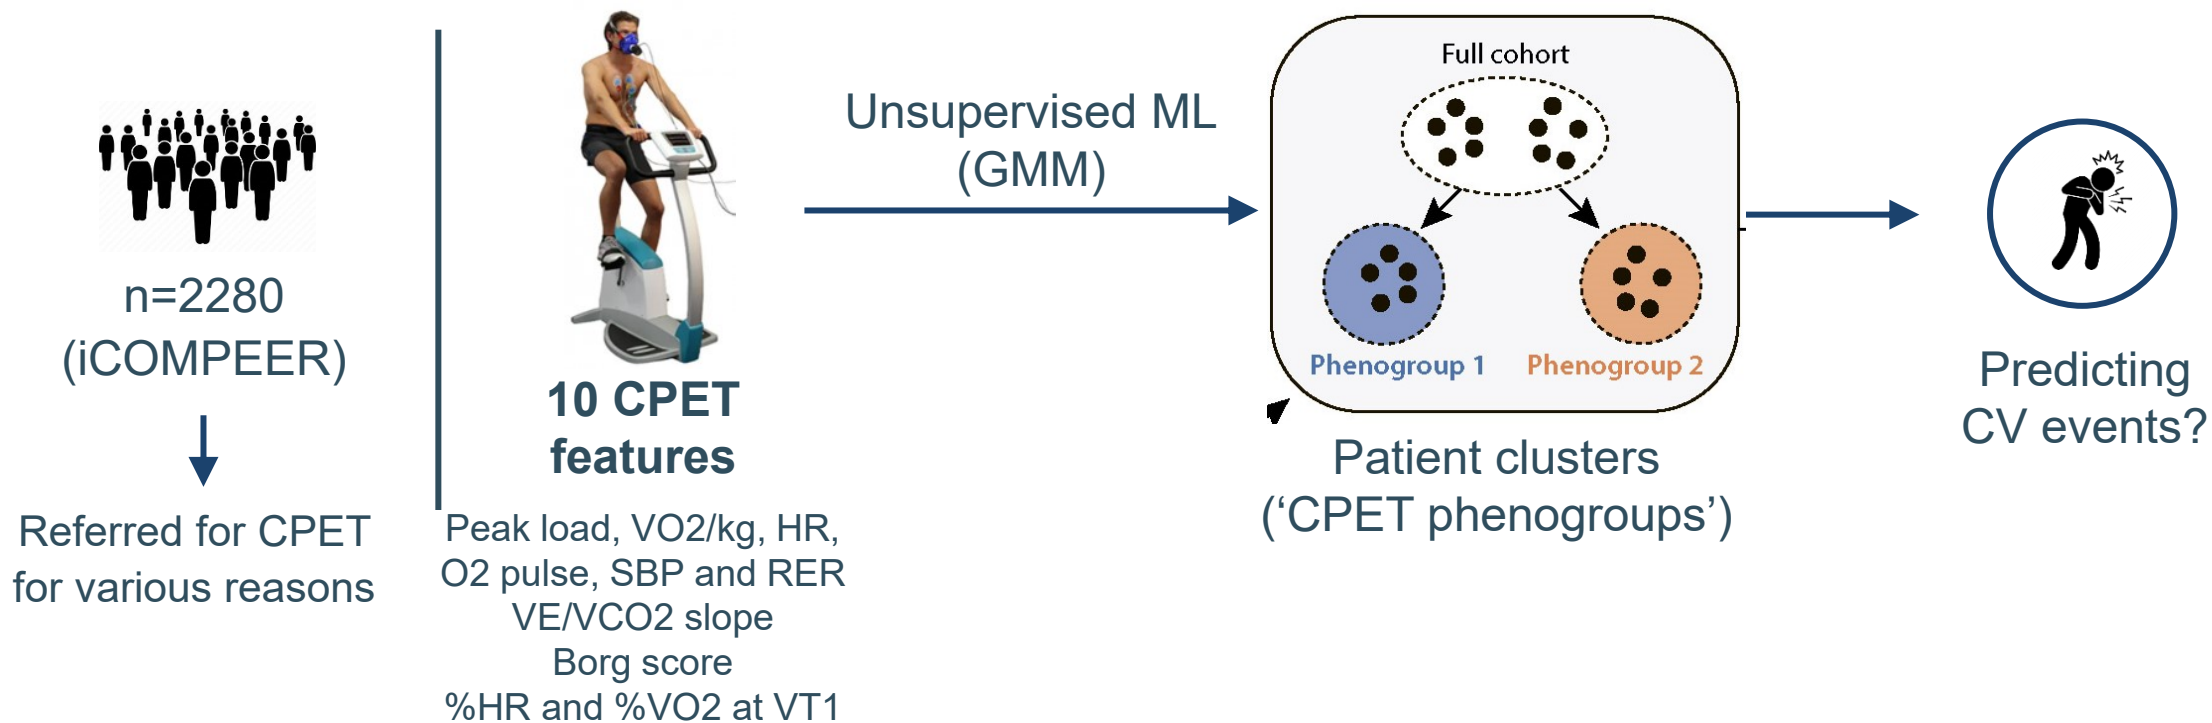 n=2280
(iCOMPEER)
Referred for CPET
for various reasons
10 CPET
features
Peak load, VO2/kg, HR,
O2 pulse, SBP and RER
VE/VCO2 slope
Borg score
%HR and %VO2 at VT1
Unsupervised ML
(GMM)
Full cohort
Phenogroup 1
Phenogroup 2
Patient clusters
(‘CPET phenogroups’)
Predicting
CV events?